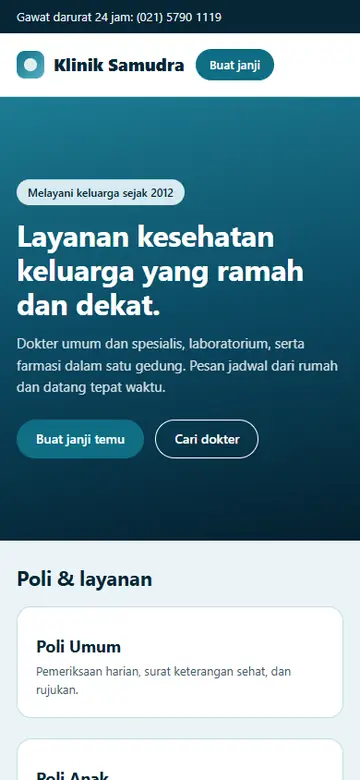 Gawat darurat 24 jam: (021) 5790 1119
Klinik Samudra
Buat janji
Melayani keluarga sejak 2012
Layanan kesehatan
keluarga yang ramah
dan dekat.
Dokter umum dan spesialis, laboratorium, serta
farmasi dalam satu gedung. Pesan jadwal dari rumah
dan datang tepat waktu.
Buat janji temu
Cari dokter
Poli & layanan
Poli Umum
Pemeriksaan harian, surat keterangan sehat, dan
rujukan.
Poli Anak